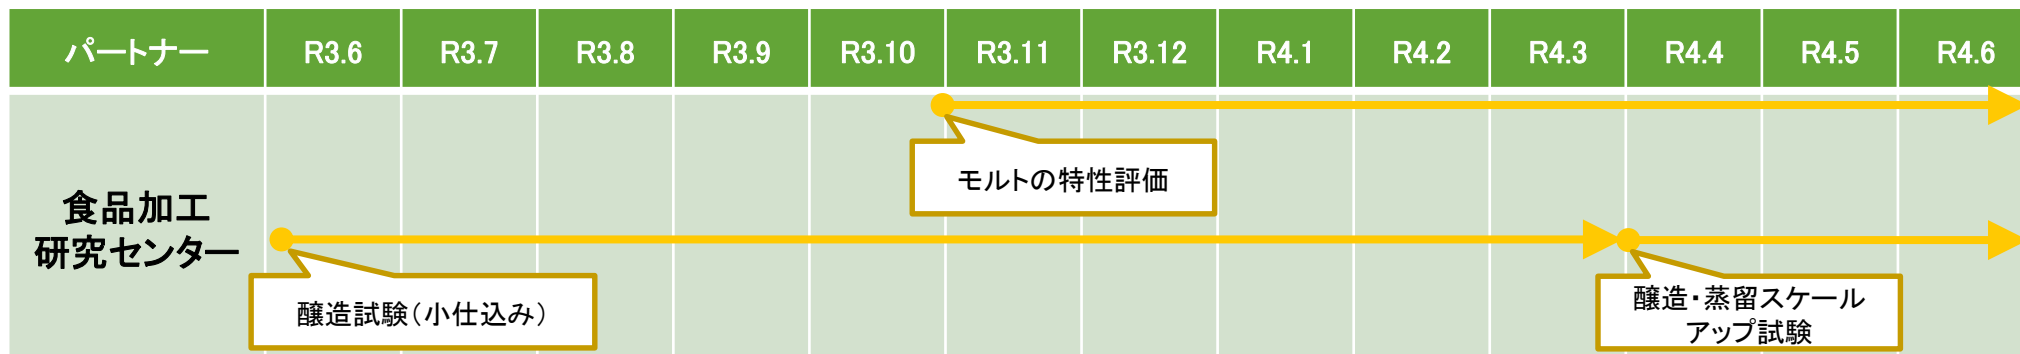 パートナー R3.6 R3.7 R3.8 R3.9 R3.10 R3.11 R3.12 R4.1 R4.2 R4.3 R4.4 R4.5 R4.6
モルトの特性評価
食品加工
研究センター
醸造試験(小仕込み)
醸造・蒸留スケール
アップ試験